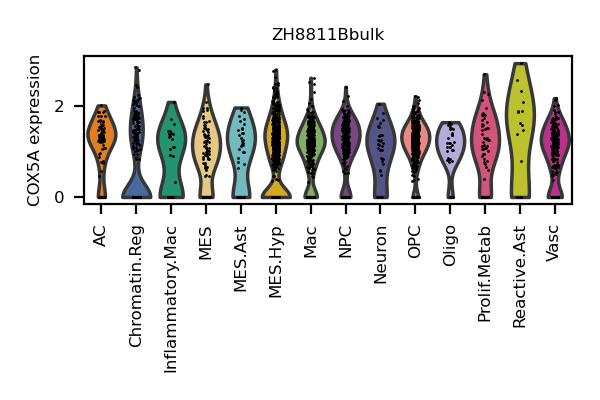 ZH8811Bbulk
COX5A expression
2
0
AC
Chromatin.Reg
Inflammatory.Mac
MES
MES.Ast
MES.Hyp
Mac
NPC
Neuron
OPC
Oligo
Prolif.Metab
Reactive.Ast
Vasc